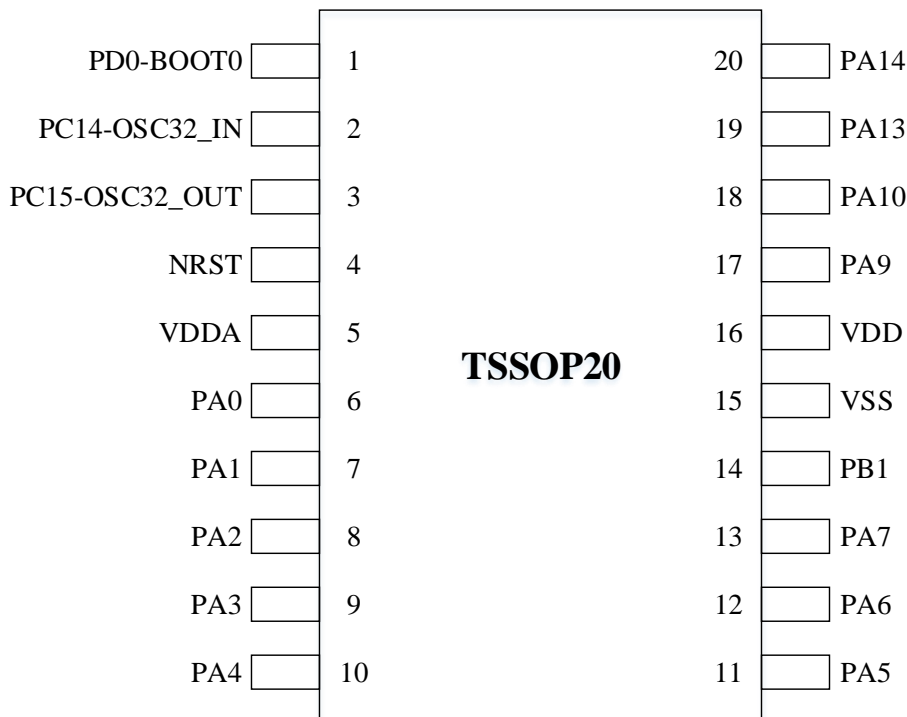 PD0-BOOT0 1 20 PA14
PC14-OSC32_IN 2 19 PA13
PC15-OSC32_OUT 3 18 PA10
NRST 4 17 PA9
VDDA 5 16 VDD
TSSOP20
PA0 6 15 VSS
PA1 7 14 PB1
PA2 8 13 PA7
PA3 9 12 PA6
PA4 10 11 PA5